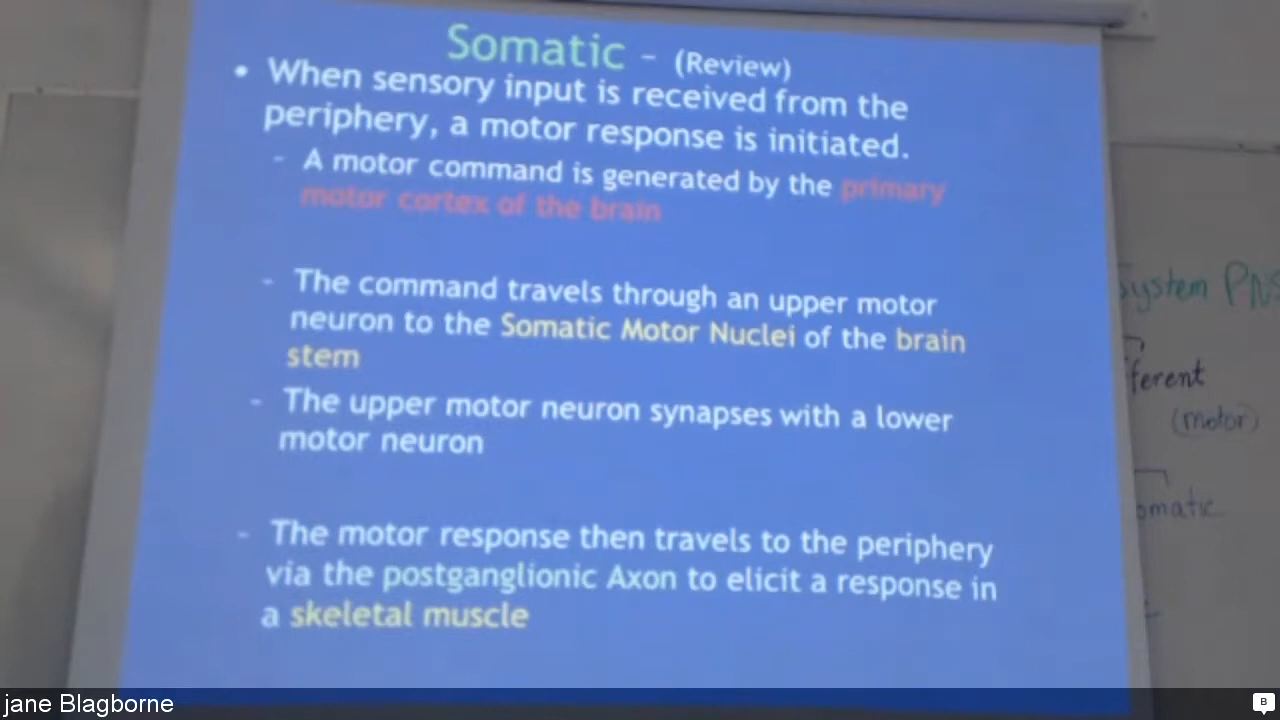 Somatic - (Review)
• When sensory input is received from the
periphery, a motor response is initiated.
- A motor command is generated by the primary
motor cortex of the brain
- The command travels through an upper motor
neuron to the Somatic Motor Nuclei of the brain
stem
- The upper motor neuron synapses with a lower
motor neuron
- The motor response then travels to the periphery
via the postganglionic Axon to elicit a response in
a skeletal muscle
system PNS
fferent
(motor)
omatic
jane Blagborne
B